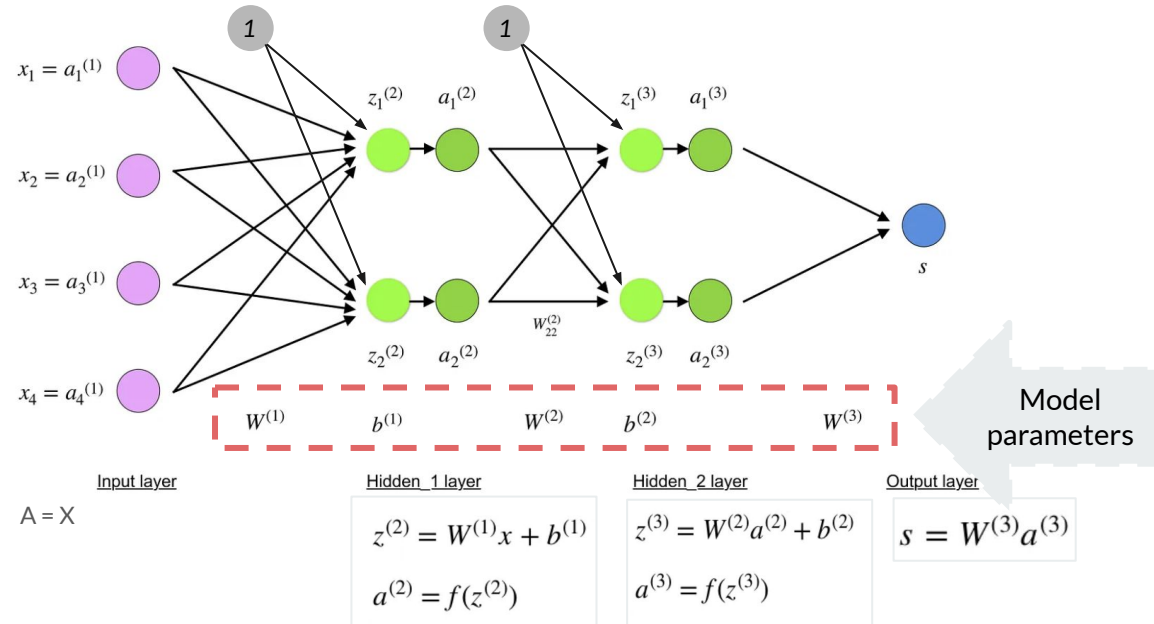 1
1
x₁ = a₁⁽¹⁾
x₂ = a₂⁽¹⁾
x₃ = a₃⁽¹⁾
x₄ = a₄⁽¹⁾
z₁⁽²⁾ a₁⁽²⁾
z₁⁽³⁾ a₁⁽³⁾
s
W₂₂⁽²⁾
z₂⁽²⁾ a₂⁽²⁾
z₂⁽³⁾ a₂⁽³⁾
W⁽¹⁾ b⁽¹⁾ W⁽²⁾ b⁽²⁾ W⁽³⁾
Model
parameters
Input layer
A = X
Hidden_1 layer
z⁽²⁾ = W⁽¹⁾x + b⁽¹⁾
a⁽²⁾ = f(z⁽²⁾)
Hidden_2 layer
z⁽³⁾ = W⁽²⁾a⁽²⁾ + b⁽²⁾
a⁽³⁾ = f(z⁽³⁾)
Output layer
s = W⁽³⁾a⁽³⁾